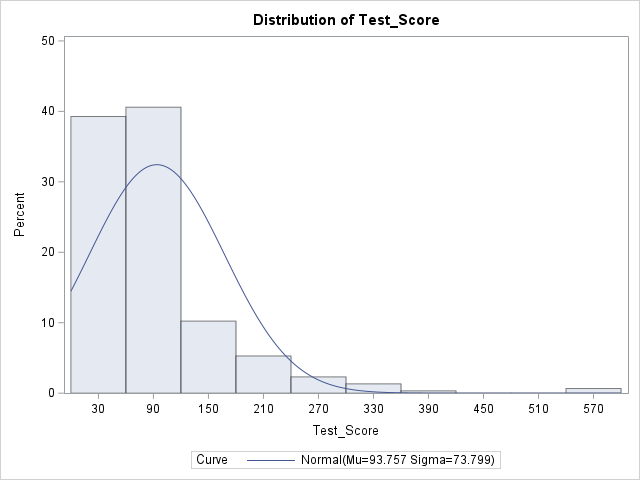 Distribution of Test_Score
50
40
30
20
10
0
Percent
30 90 150 210 270 330 390 450 510 570
Test_Score
Curve Normal(Mu=93.757 Sigma=73.799)